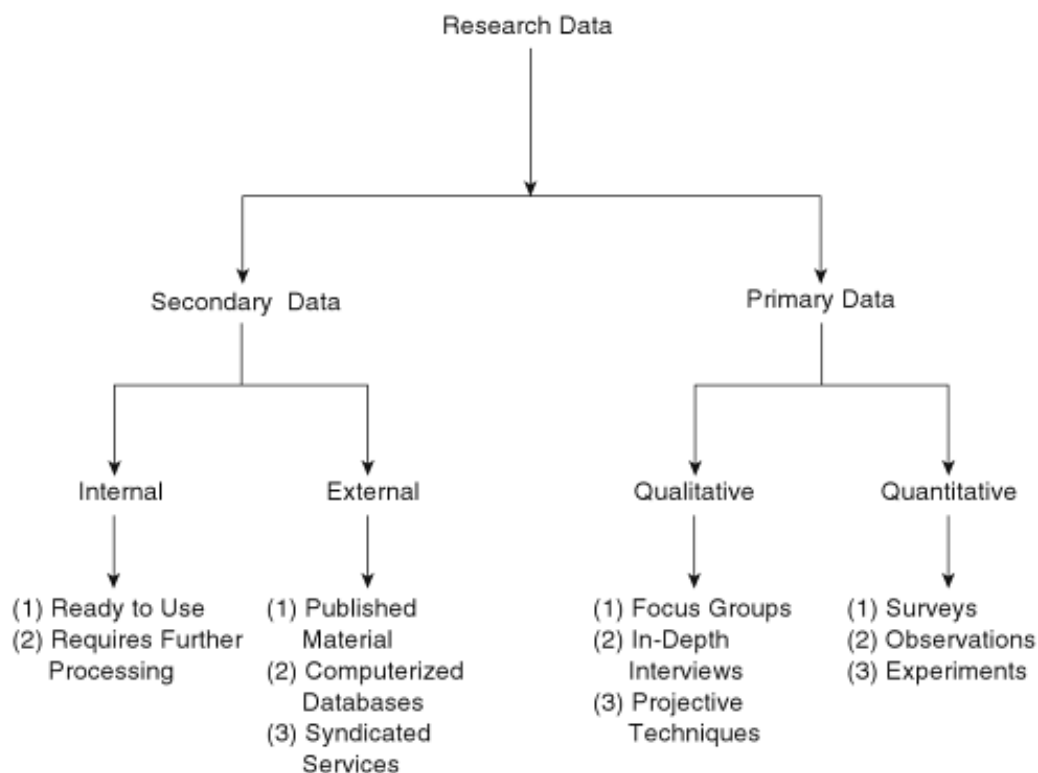 Research Data
Secondary Data
Primary Data
Internal
External
Qualitative
Quantitative
(1) Ready to Use
(2) Requires Further
Processing
(1) Published
Material
(2) Computerized
Databases
(3) Syndicated
Services
(1) Focus Groups
(2) In-Depth
Interviews
(3) Projective
Techniques
(1) Surveys
(2) Observations
(3) Experiments